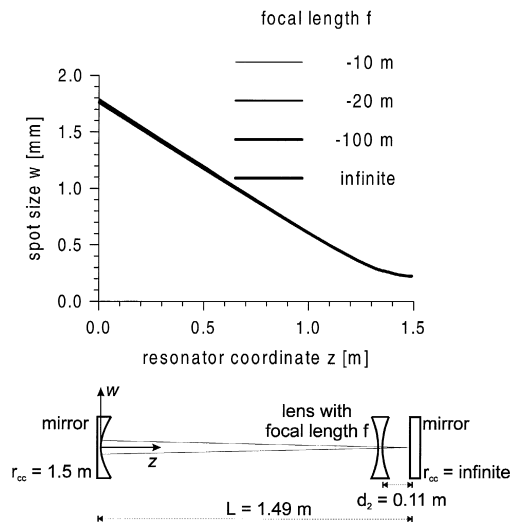 focal length f
-10 m
-20 m
-100 m
infinite
spot size w [mm]
2.0
1.5
1.0
0.5
0.0
0.0 0.5 1.0 1.5
resonator coordinate z [m]
w
mirror
lens with
focal length f
mirror
z
r_cc = 1.5 m
r_cc = infinite
d_2 = 0.11 m
L = 1.49 m